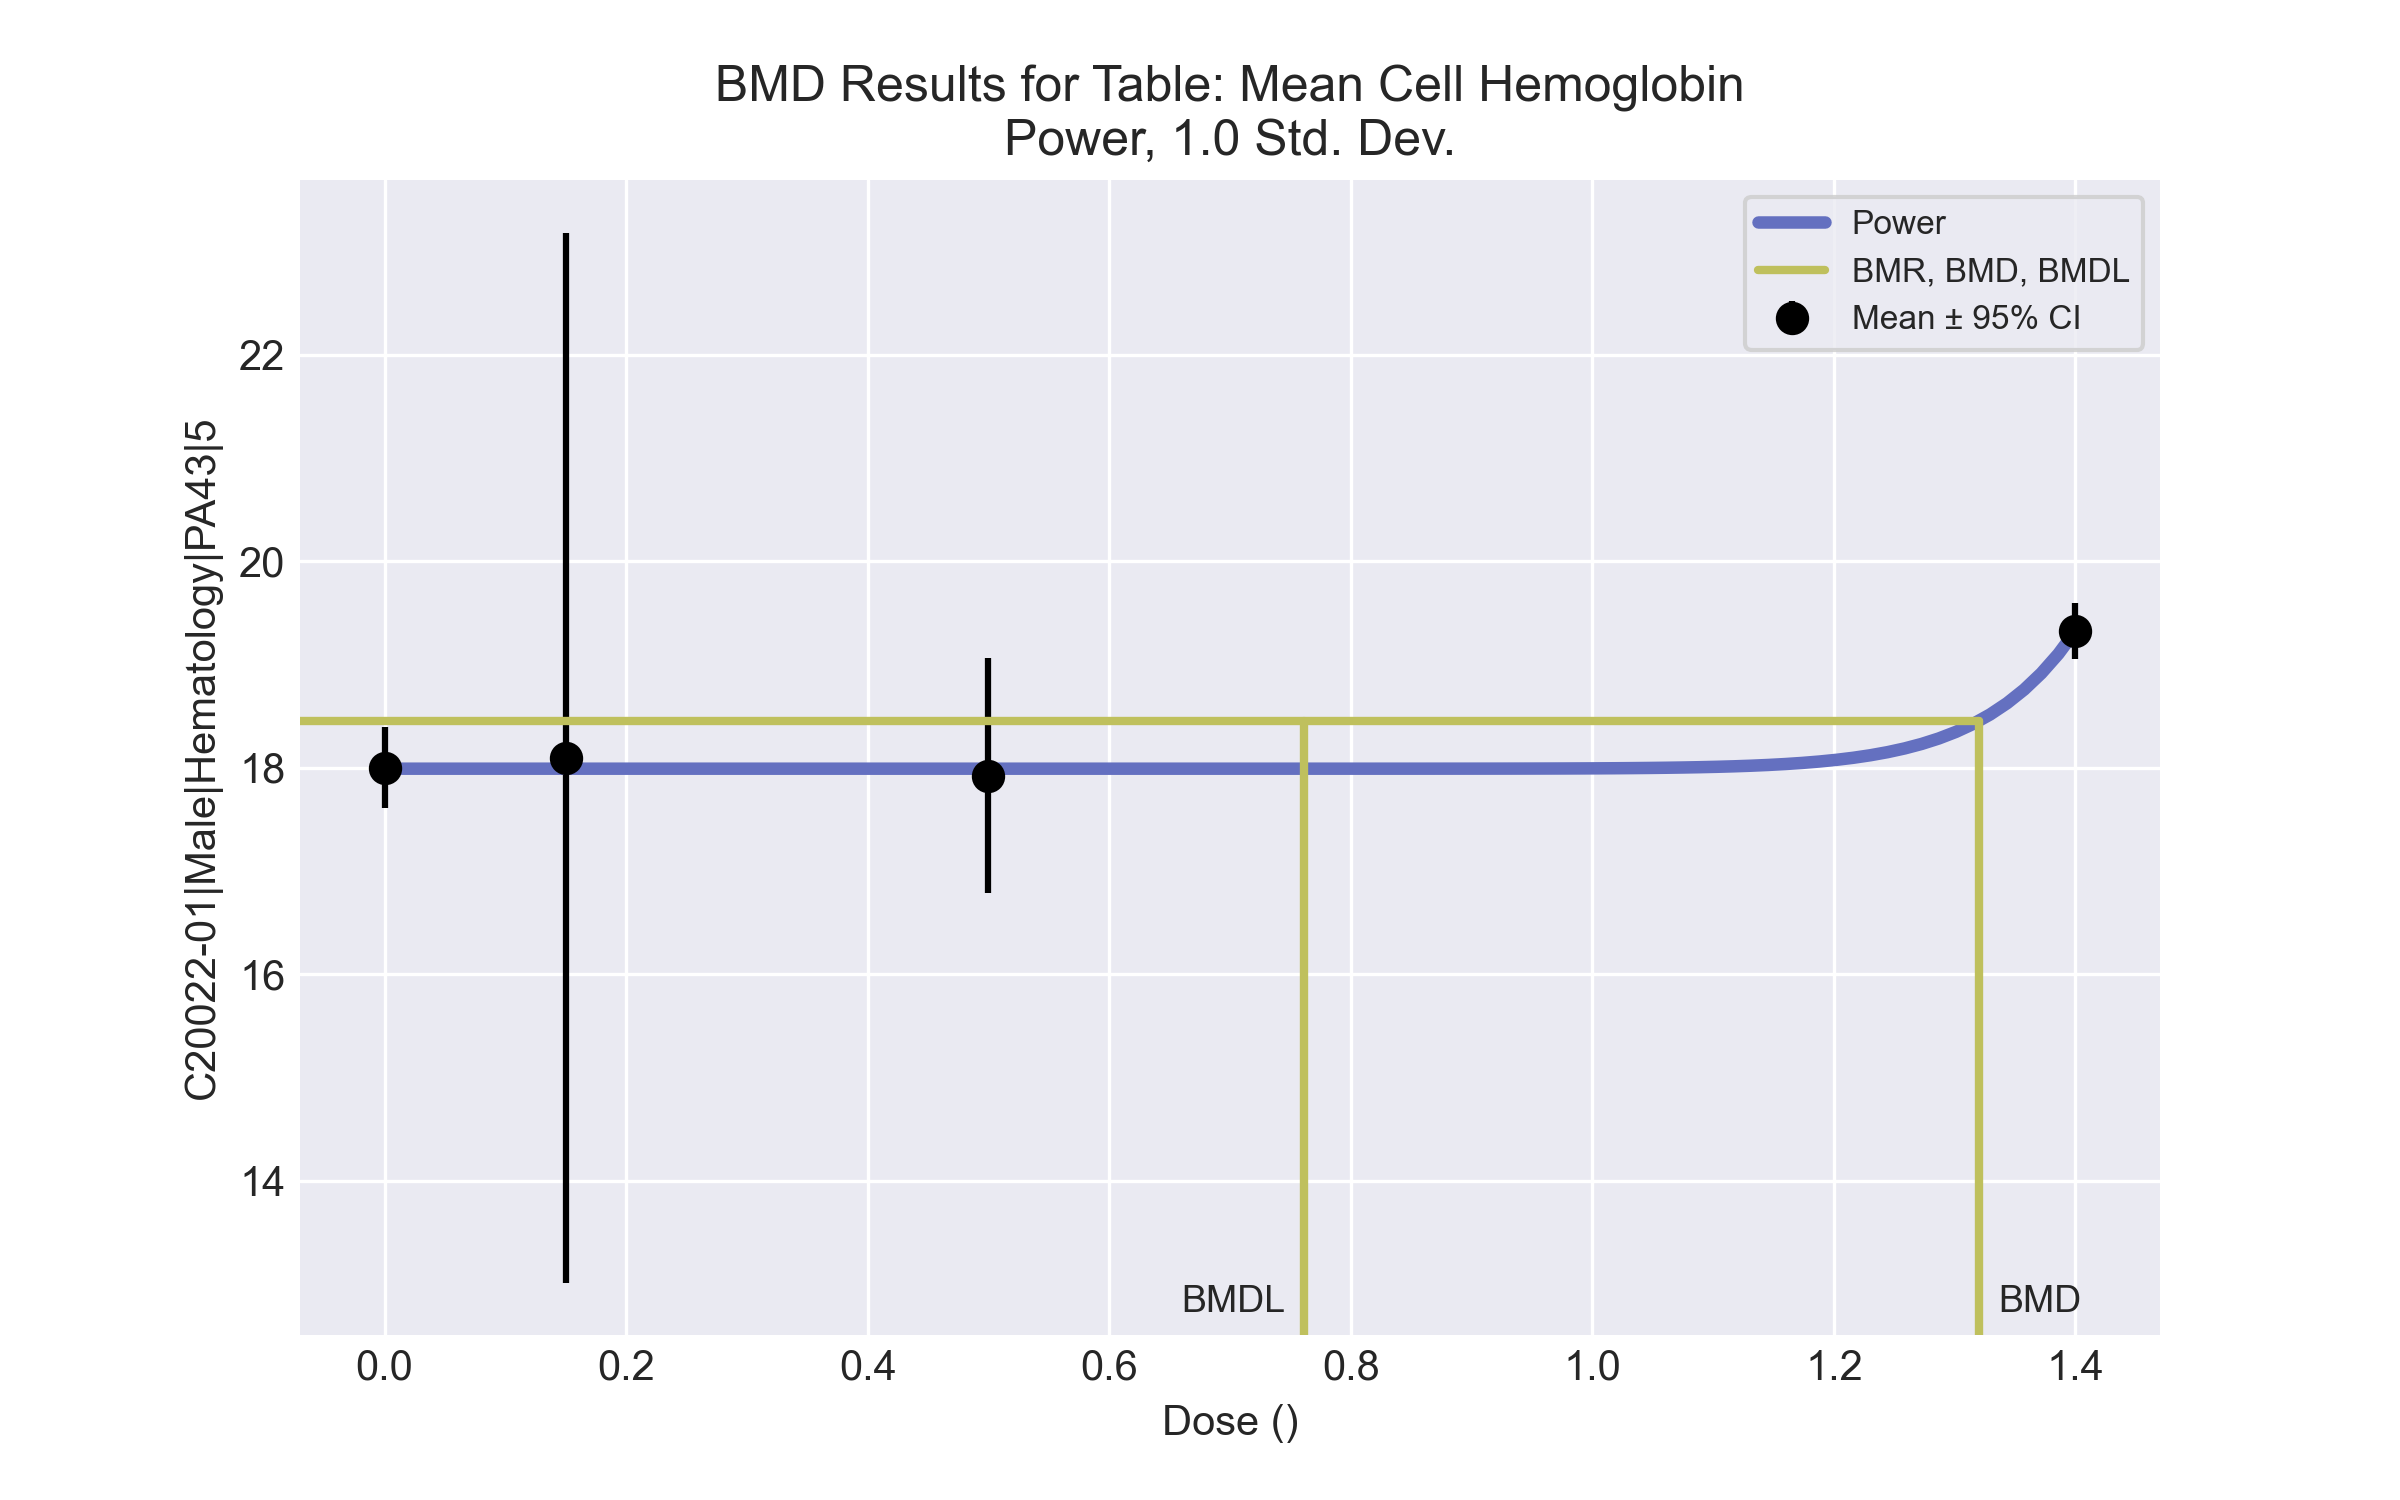 BMD Results for Table: Mean Cell Hemoglobin
Power, 1.0 Std. Dev.
Power
BMR, BMD, BMDL
Mean ± 95% CI
C20022-01|Male|Hematology|PA43|5
22
20
18
16
14
BMDL
BMD
0.0 0.2 0.4 0.6 0.8 1.0 1.2 1.4
Dose ()